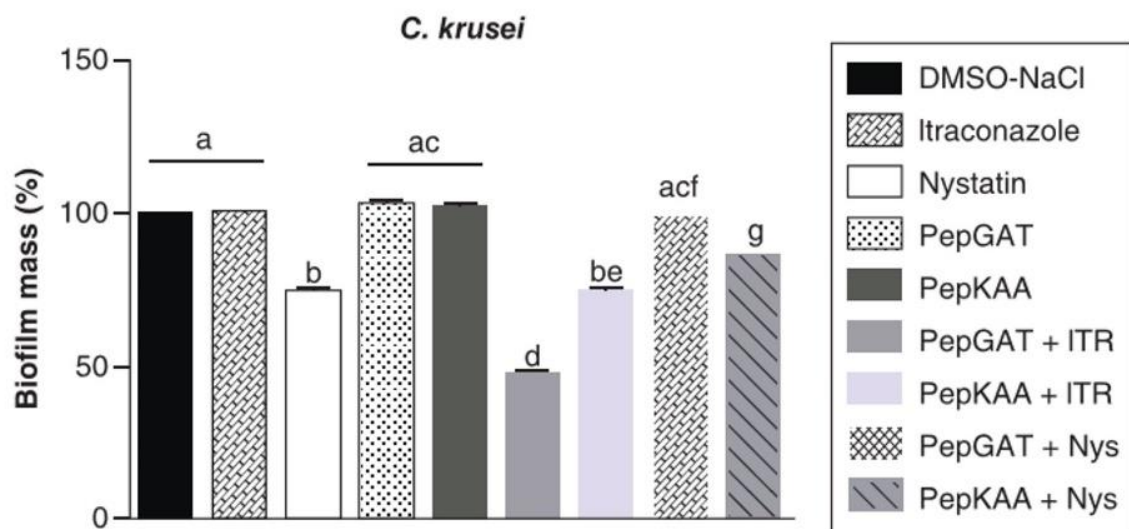 C. krusei
150
100
50
0
Biofilm mass (%)
a
b
ac
d
be
acf
g
DMSO-NaCl
Itraconazole
Nystatin
PepGAT
PepKAA
PepGAT + ITR
PepKAA + ITR
PepGAT + Nys
PepKAA + Nys